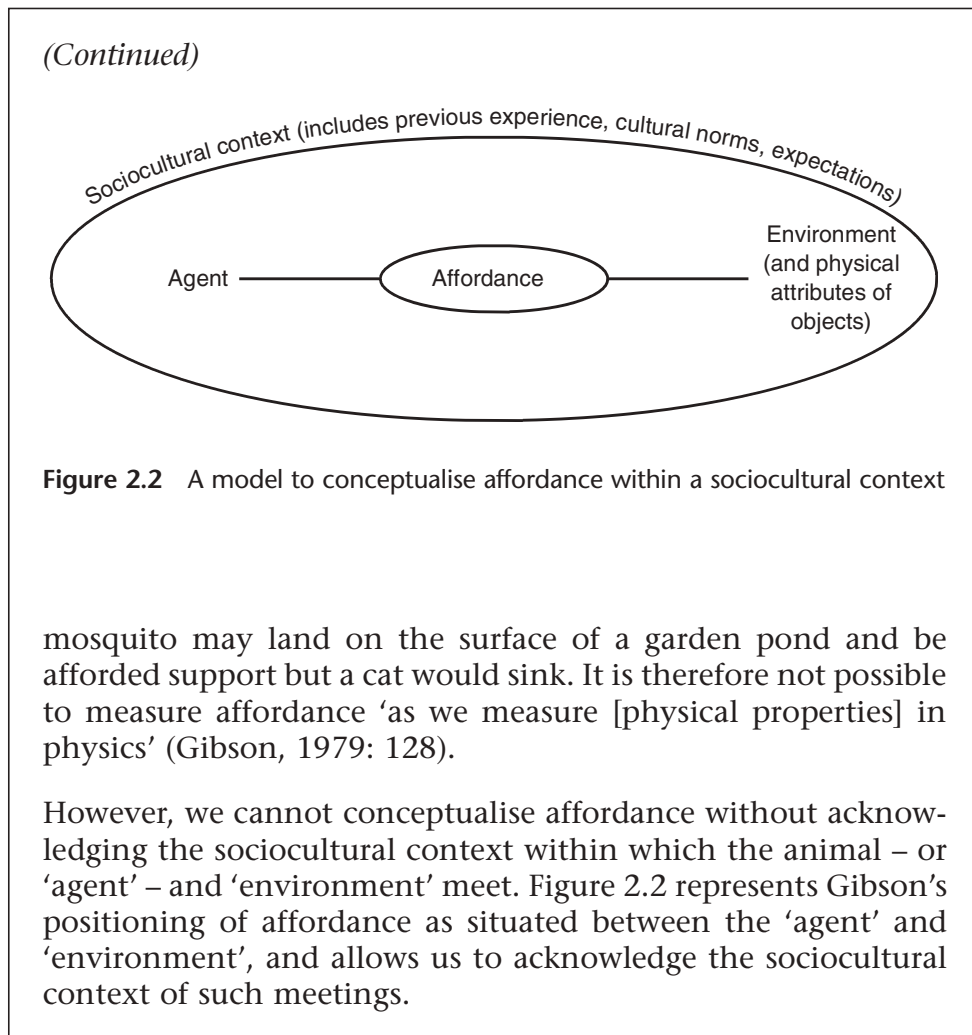 (Continued)
Sociocultural context (includes previous experience, cultural norms, expectations)
Agent
Affordance
Environment
(and physical
attributes of
objects)
Figure 2.2 A model to conceptualise affordance within a sociocultural context
mosquito may land on the surface of a garden pond and be
afforded support but a cat would sink. It is therefore not possible
to measure affordance ‘as we measure [physical properties] in
physics’ (Gibson, 1979: 128).
However, we cannot conceptualise affordance without acknow-
ledging the sociocultural context within which the animal – or
‘agent’ – and ‘environment’ meet. Figure 2.2 represents Gibson’s
positioning of affordance as situated between the ‘agent’ and
‘environment’, and allows us to acknowledge the sociocultural
context of such meetings.